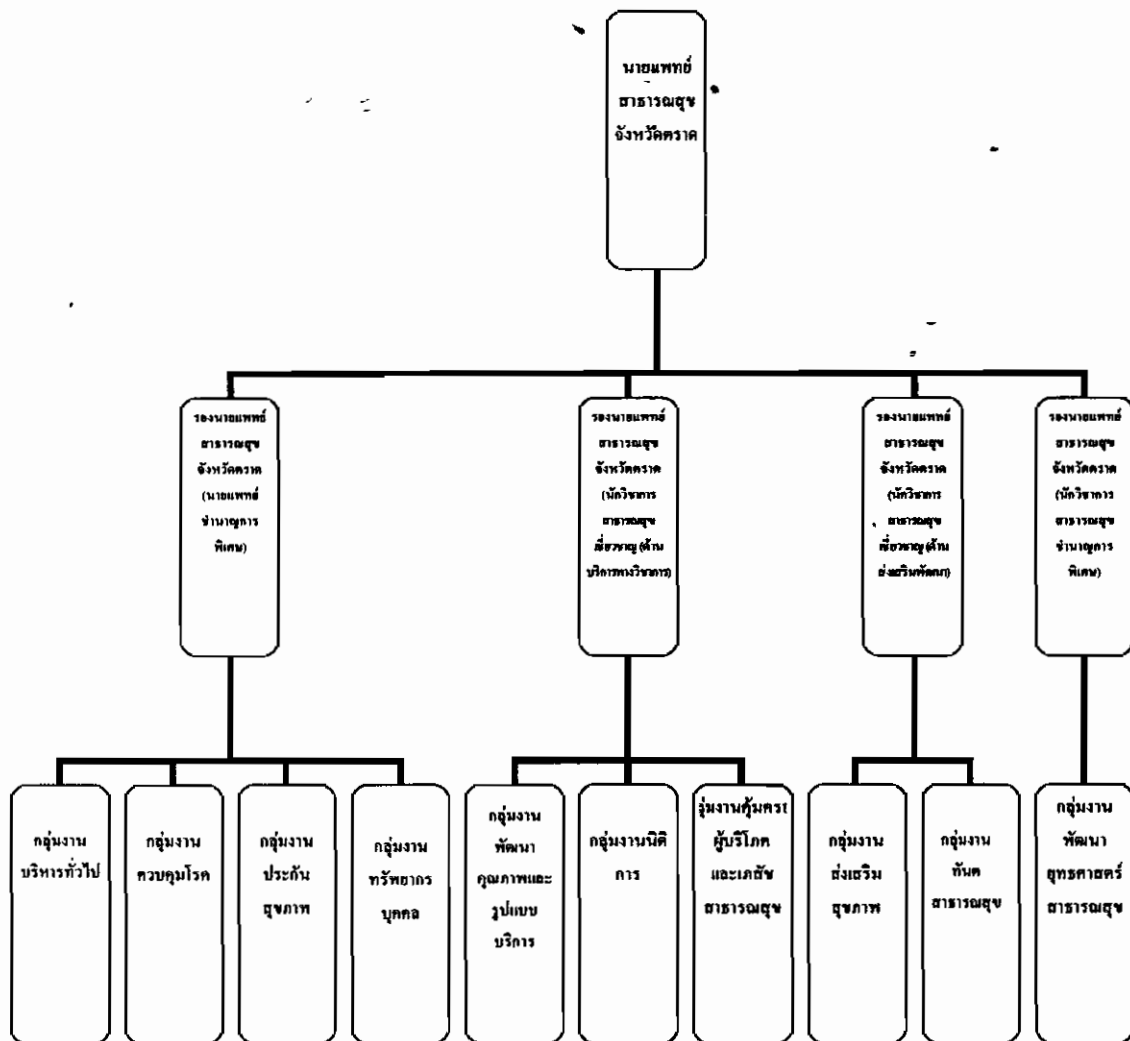 นายแพทย์
สาธารณสุข
จังหวัดตราด
รองนายแพทย์
สาธารณสุข
จังหวัดตราด
(นายแพทย์
ชำนาญการ
พิเศษ)
รองนายแพทย์
สาธารณสุข
จังหวัดตราด
(นักวิชาการ
สาธารณสุข
เชี่ยวชาญ (ด้าน
บริการทางวิชาการ)
รองนายแพทย์
สาธารณสุข
จังหวัดตราด
(นักวิชาการ
สาธารณสุข
เชี่ยวชาญ (ด้าน
ส่งเสริมพัฒนา)
รองนายแพทย์
สาธารณสุข
จังหวัดตราด
(นักวิชาการ
สาธารณสุข
ชำนาญการ
พิเศษ)
กลุ่มงาน
บริหารทั่วไป
กลุ่มงาน
ควบคุมโรค
กลุ่มงาน
ประกัน
สุขภาพ
กลุ่มงาน
ทรัพยากร
บุคคล
กลุ่มงาน
พัฒนา
คุณภาพและ
รูปแบบ
บริการ
กลุ่มงานนิติ
การ
ุ่มงานคุ้มคร
ผู้บริโภค
และเภสัช
สาธารณสุข
กลุ่มงาน
ส่งเสริม
สุขภาพ
กลุ่มงาน
ทันต
สาธารณสุข
กลุ่มงาน
พัฒนา
ยุทธศาสตร์
สาธารณสุข